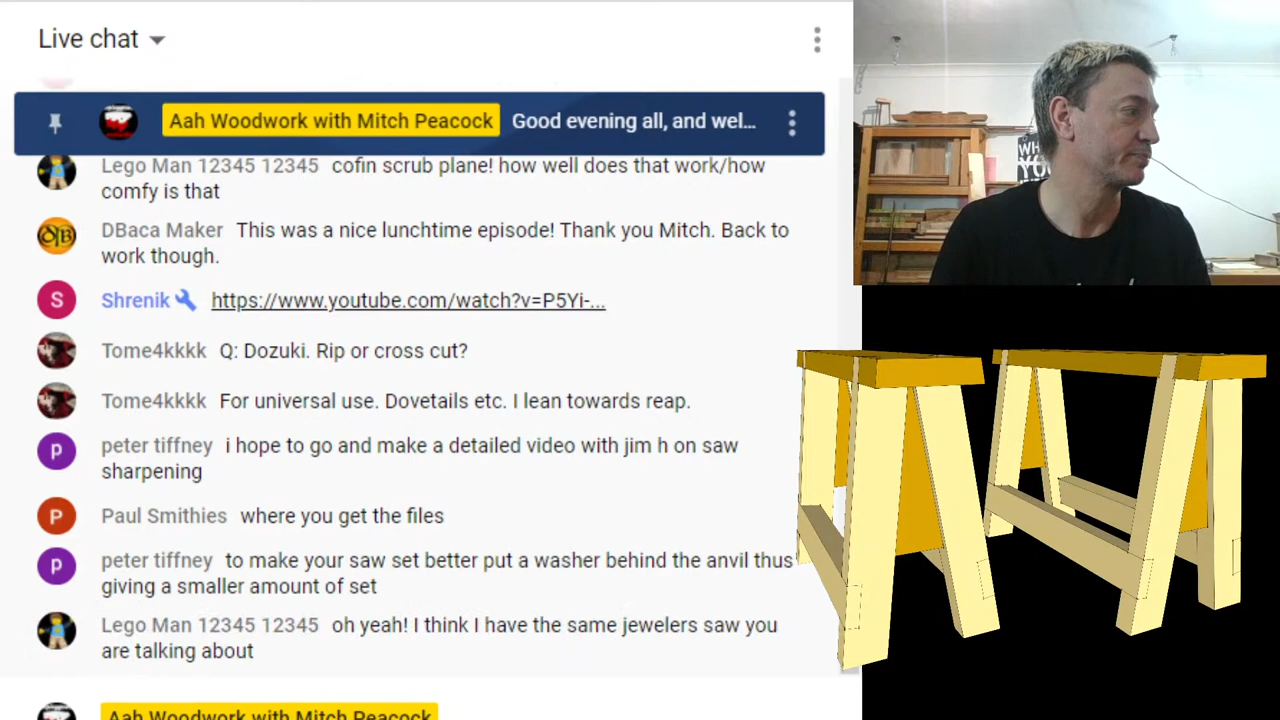 Live chat
Aah Woodwork with Mitch Peacock Good evening all, and wel...
Lego Man 12345 12345 cofin scrub plane! how well does that work/how
comfy is that
DBaca Maker This was a nice lunchtime episode! Thank you Mitch. Back to
work though.
S Shrenik https://www.youtube.com/watch?v=P5Yi-...
Tome4kkkk Q: Dozuki. Rip or cross cut?
Tome4kkkk For universal use. Dovetails etc. I lean towards reap.
p peter tiffney i hope to go and make a detailed video with jim h on saw
sharpening
P Paul Smithies where you get the files
p peter tiffney to make your saw set better put a washer behind the anvil thus
giving a smaller amount of set
Lego Man 12345 12345 oh yeah! I think I have the same jewelers saw you
are talking about
Aah Woodwork with Mitch Peacock